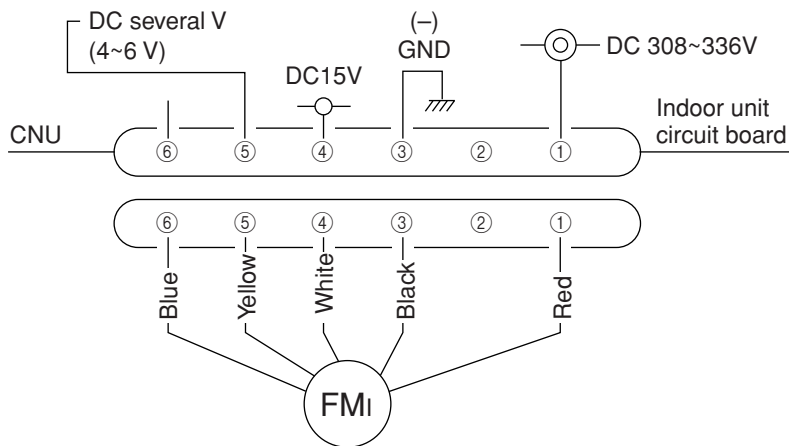 DC several V
(4~6 V)
(–)
GND
DC 308~336V
DC15V
CNU
Indoor unit
circuit board
⑥ ⑤ ④ ③ ② ①
⑥ ⑤ ④ ③ ② ①
Blue
Yellow
White
Black
Red
FMI